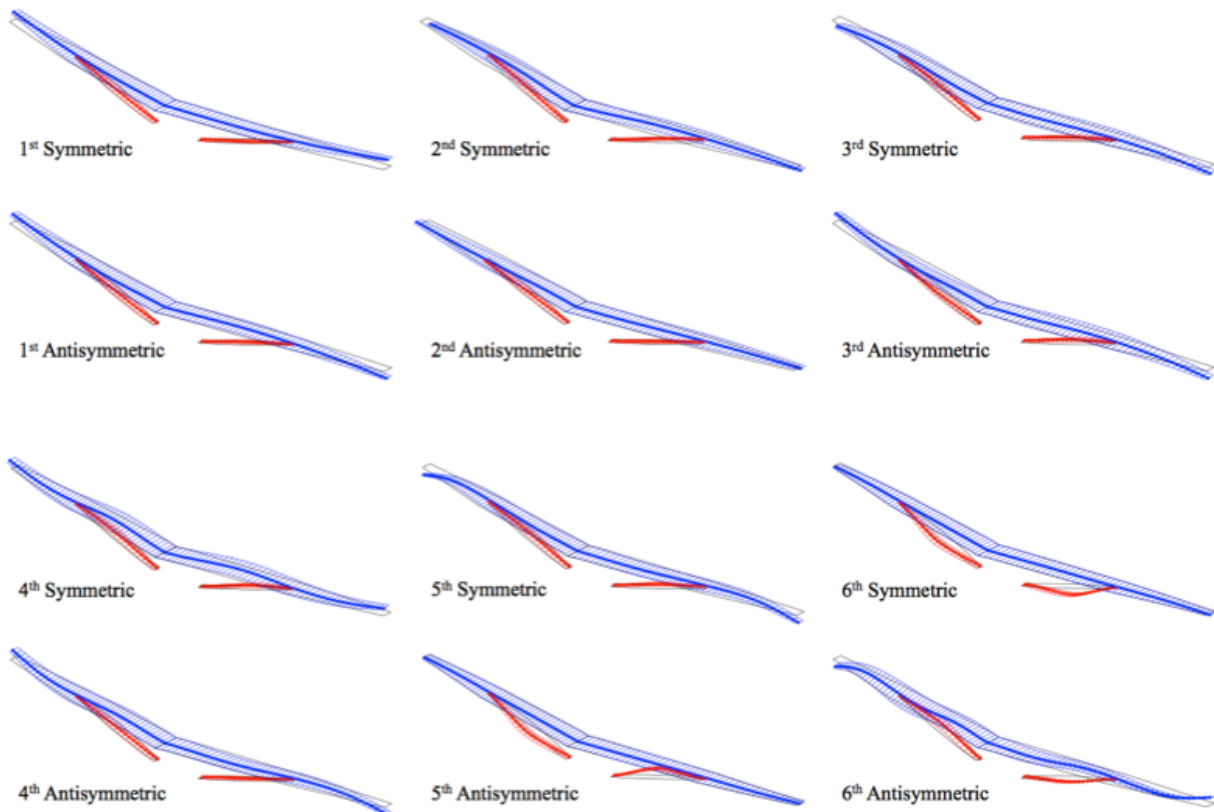 1st Symmetric
2nd Symmetric
3rd Symmetric
1st Antisymmetric
2nd Antisymmetric
3rd Antisymmetric
4th Symmetric
5th Symmetric
6th Symmetric
4th Antisymmetric
5th Antisymmetric
6th Antisymmetric